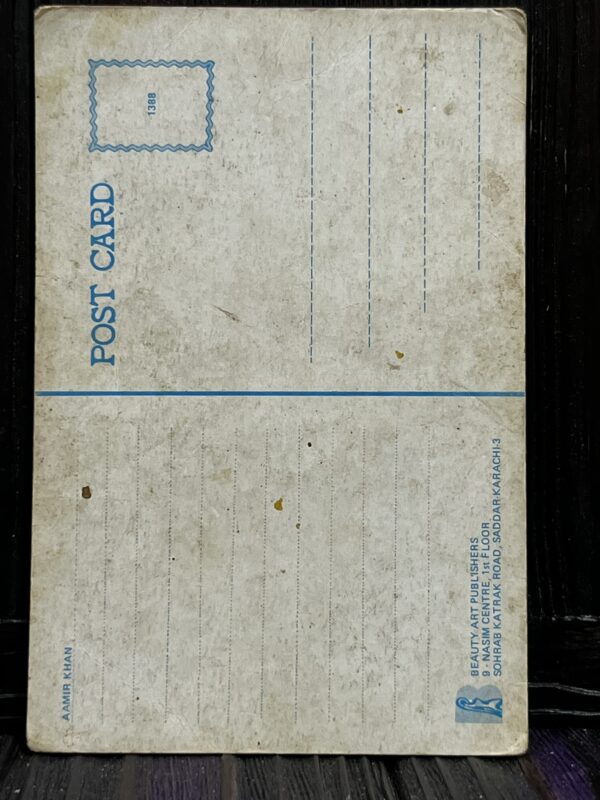 1388
POST CARD
AAMIR KHAN
BEAUTY ART PUBLISHERS
9 - NASIM CENTRE, 1st FLOOR
SOHRAB KATRAK ROAD, SADDAR-KARACHI-3